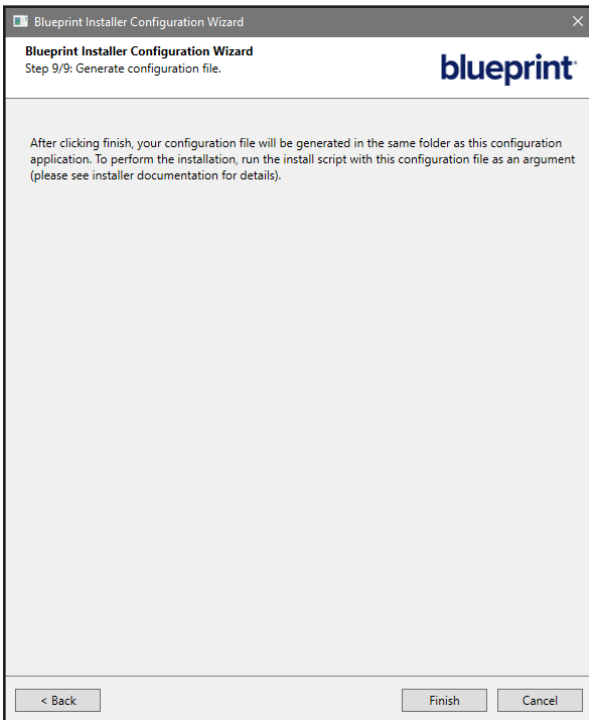 Blueprint Installer Configuration Wizard
Blueprint Installer Configuration Wizard
Step 9/9: Generate configuration file.
blueprint
After clicking finish, your configuration file will be generated in the same folder as this configuration
application. To perform the installation, run the install script with this configuration file as an argument
(please see installer documentation for details).
< Back
Finish
Cancel